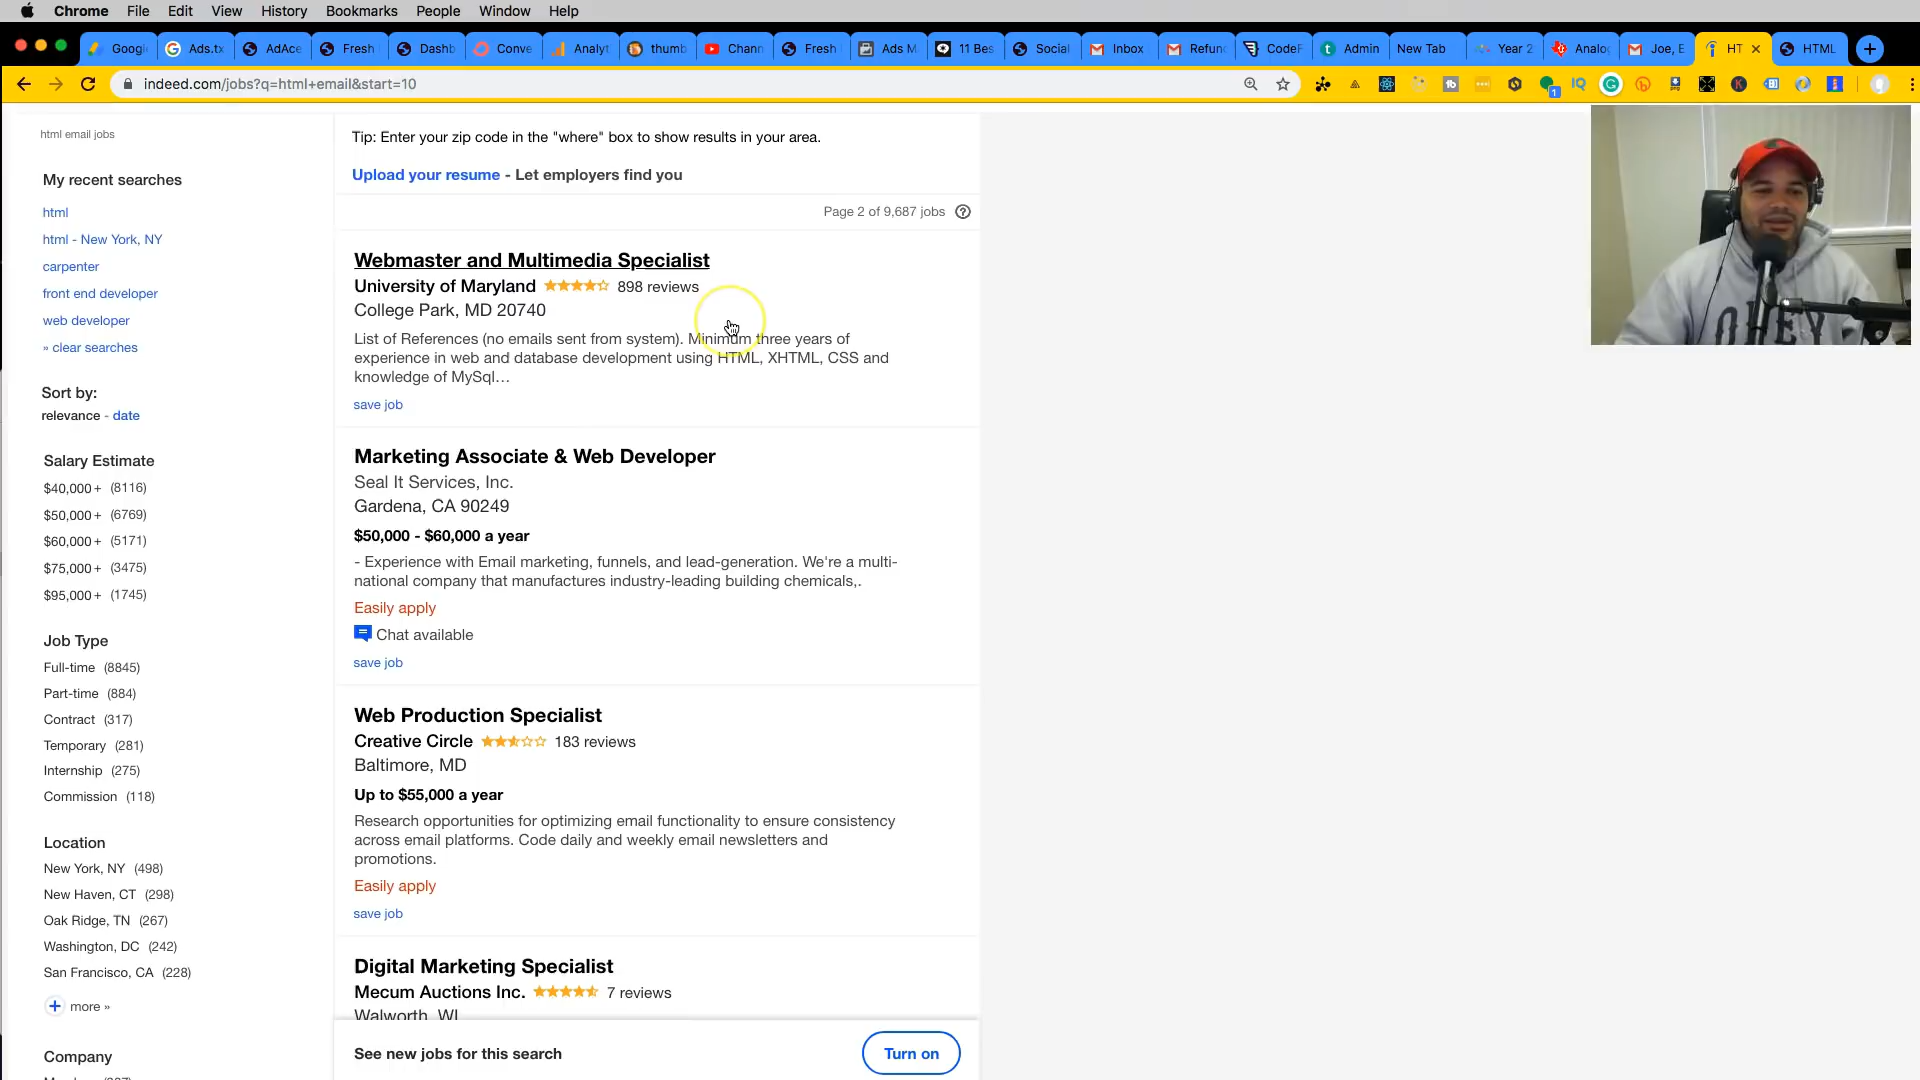 Chrome File Edit View History Bookmarks People Window Help
Googl Ads.tx AdAce Fresh Dashb Conve Analyt thumb Chann Fresh Ads M 11 Bes Social Inbox Refund CodeF Admin New Tab Year 2 Analog Joe, E HT HTML
indeed.com/jobs?q=html+email&start=10
html email jobs
My recent searches
html
html - New York, NY
carpenter
front end developer
web developer
» clear searches
Sort by:
relevance - date
Salary Estimate
$40,000+ (8116)
$50,000+ (6769)
$60,000+ (5171)
$75,000+ (3475)
$95,000+ (1745)
Job Type
Full-time (8845)
Part-time (884)
Contract (317)
Temporary (281)
Internship (275)
Commission (118)
Location
New York, NY (498)
New Haven, CT (298)
Oak Ridge, TN (267)
Washington, DC (242)
San Francisco, CA (228)
more »
Company
Tip: Enter your zip code in the "where" box to show results in your area.
Upload your resume - Let employers find you
Page 2 of 9,687 jobs
Webmaster and Multimedia Specialist
University of Maryland 898 reviews
College Park, MD 20740
List of References (no emails sent from system). Minimum three years of
experience in web and database development using HTML, XHTML, CSS and
knowledge of MySql…
save job
Marketing Associate & Web Developer
Seal It Services, Inc.
Gardena, CA 90249
$50,000 - $60,000 a year
- Experience with Email marketing, funnels, and lead-generation. We're a multi-
national company that manufactures industry-leading building chemicals,.
Easily apply
Chat available
save job
Web Production Specialist
Creative Circle 183 reviews
Baltimore, MD
Up to $55,000 a year
Research opportunities for optimizing email functionality to ensure consistency
across email platforms. Code daily and weekly email newsletters and
promotions.
Easily apply
save job
Digital Marketing Specialist
Mecum Auctions Inc. 7 reviews
Walworth, WI
See new jobs for this search
Turn on
OBEY